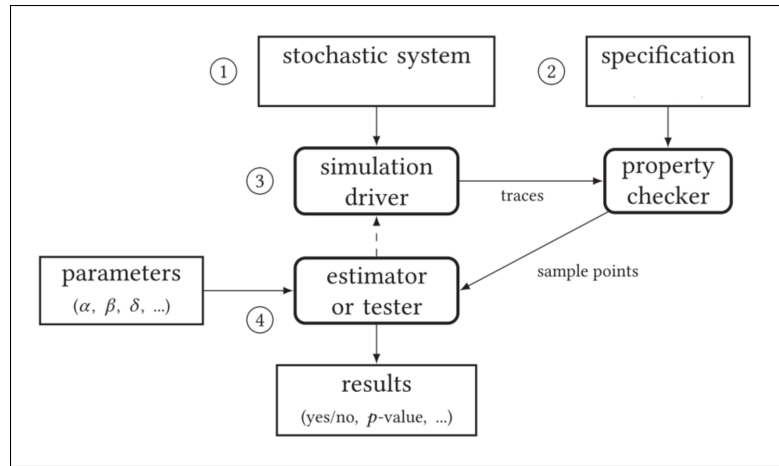 ① stochastic system
② specification
③ simulation
driver
traces
property
checker
parameters
(α, β, δ, ...)
④ estimator
or tester
sample points
results
(yes/no, p-value, ...)